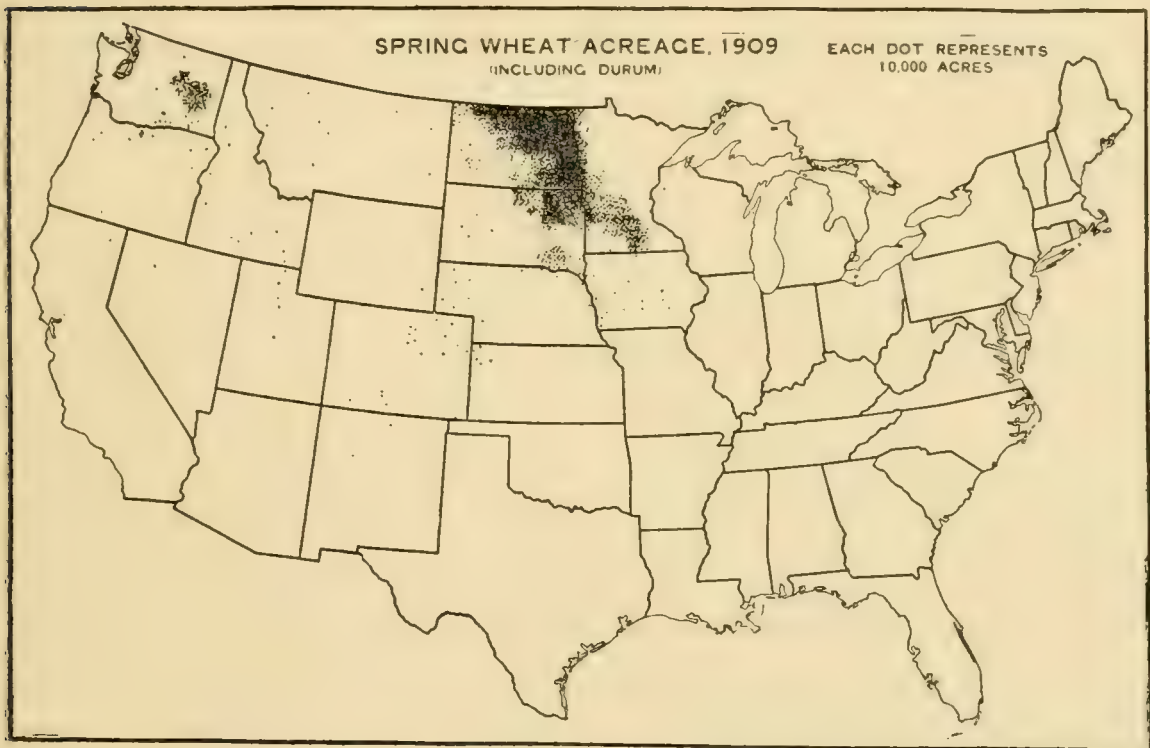 SPRING WHEAT ACREAGE, 1909
(INCLUDING DURUM)
EACH DOT REPRESENTS
10,000 ACRES